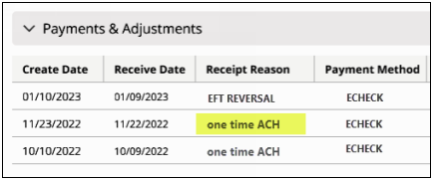 Payments & Adjustments
Create Date Receive Date Receipt Reason Payment Method
01/10/2023 01/09/2023 EFT REVERSAL ECHECK
11/23/2022 11/22/2022 one time ACH ECHECK
10/10/2022 10/09/2022 one time ACH ECHECK